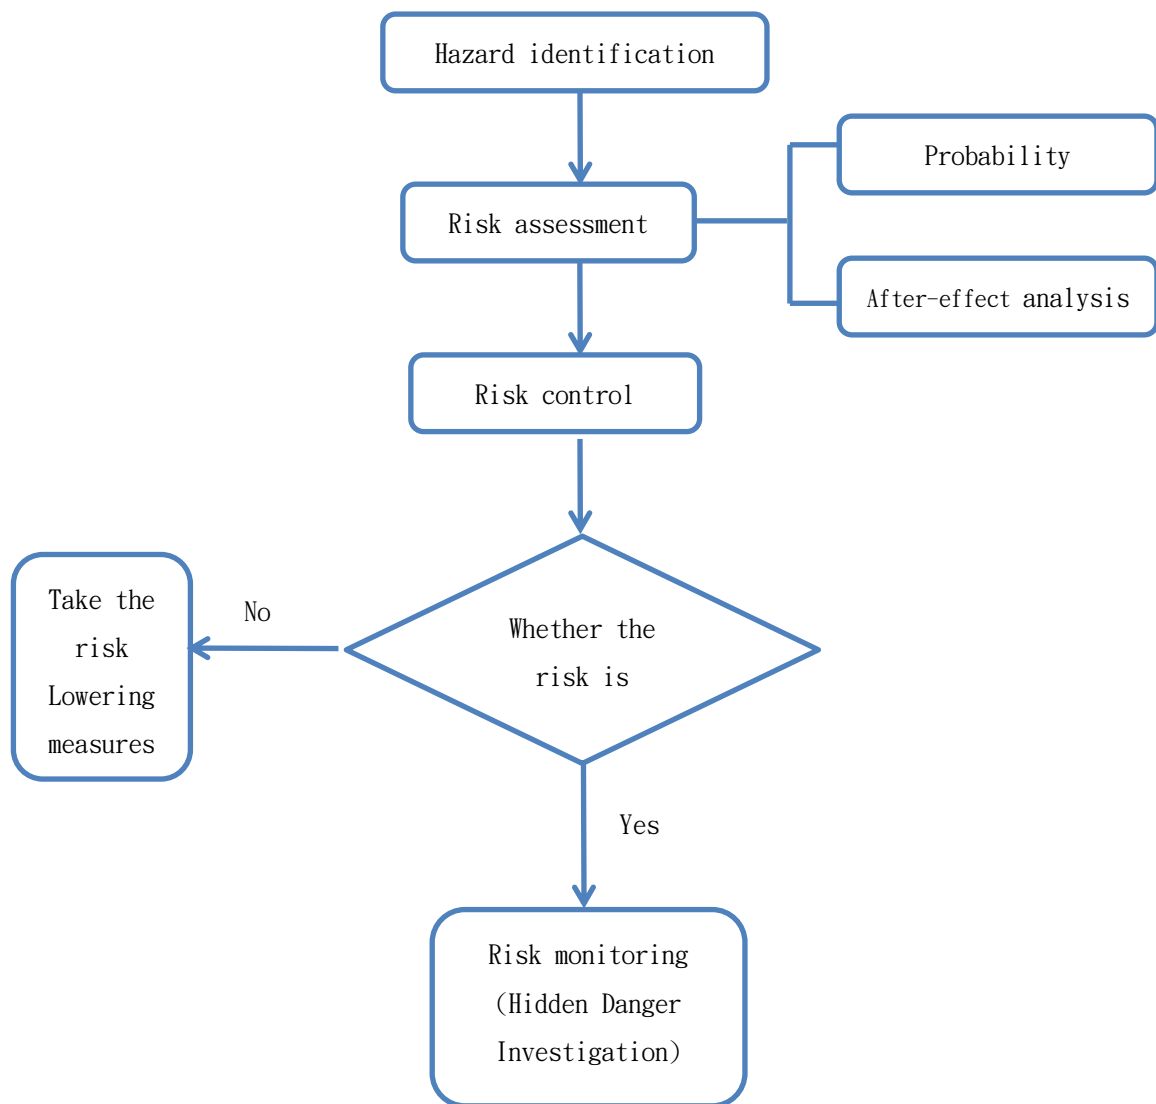 Hazard identification
Probability
Risk assessment
After-effect analysis
Risk control
Take the
risk
Lowering
measures
No
Whether the
risk is
Yes
Risk monitoring
(Hidden Danger
Investigation)